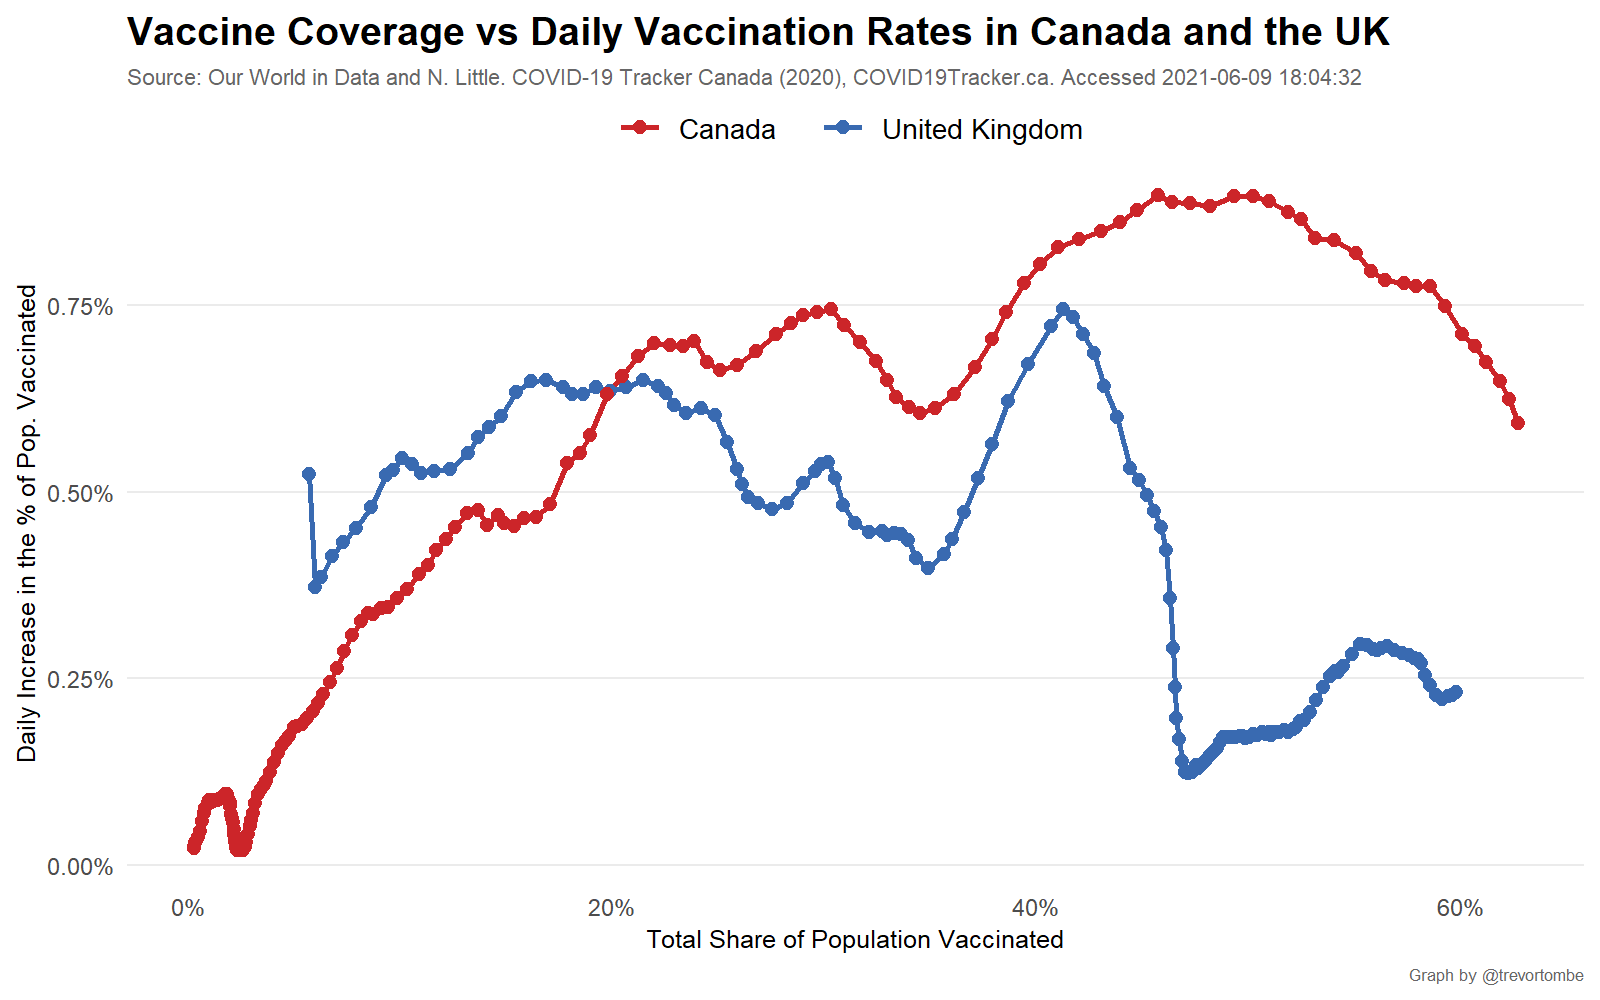 Vaccine Coverage vs Daily Vaccination Rates in Canada and the UK
Source: Our World in Data and N. Little. COVID-19 Tracker Canada (2020), COVID19Tracker.ca. Accessed 2021-06-09 18:04:32
Canada
United Kingdom
Daily Increase in the % of Pop. Vaccinated
0.75%
0.50%
0.25%
0.00%
0%
20%
40%
60%
Total Share of Population Vaccinated
Graph by @trevortombe